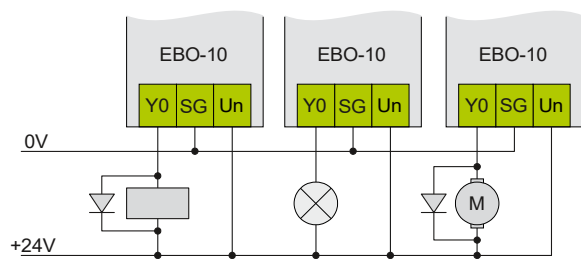 EBO-10 EBO-10 EBO-10
Y0 SG Un Y0 SG Un Y0 SG Un
0V
M
+24V